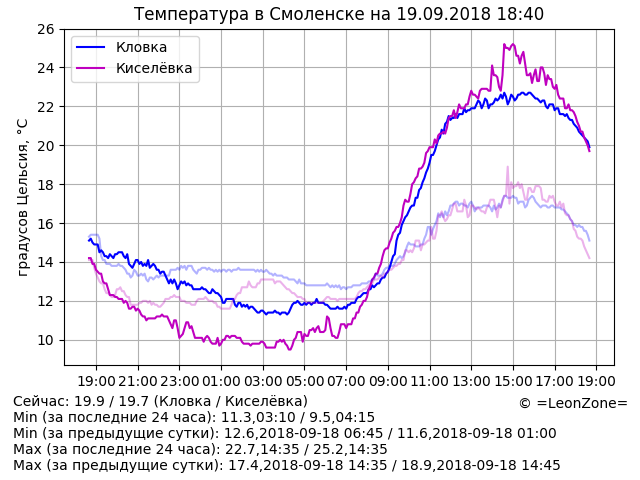 Температура в Смоленске на 19.09.2018 18:40
26
24
22
20
18
16
14
12
10
градусов Цельсия, °C
Кловка
Киселёвка
19:00 21:00 23:00 01:00 03:00 05:00 07:00 09:00 11:00 13:00 15:00 17:00 19:00
Сейчас: 19.9 / 19.7 (Кловка / Киселёвка)
© =LeonZone=
Min (за последние 24 часа): 11.3,03:10 / 9.5,04:15
Min (за предыдущие сутки): 12.6,2018-09-18 06:45 / 11.6,2018-09-18 01:00
Max (за последние 24 часа): 22.7,14:35 / 25.2,14:35
Max (за предыдущие сутки): 17.4,2018-09-18 14:35 / 18.9,2018-09-18 14:45